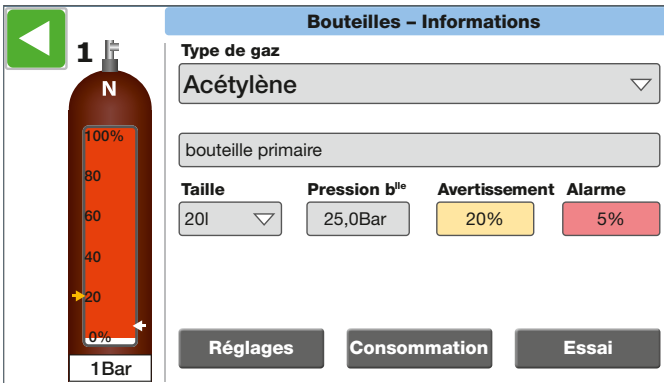 Bouteilles – Informations
1
N
100%
80
60
40
20
0%
1Bar
Type de gaz
Acétylène
bouteille primaire
Taille Pression blle Avertissement Alarme
20l 25,0Bar 20% 5%
Réglages Consommation Essai